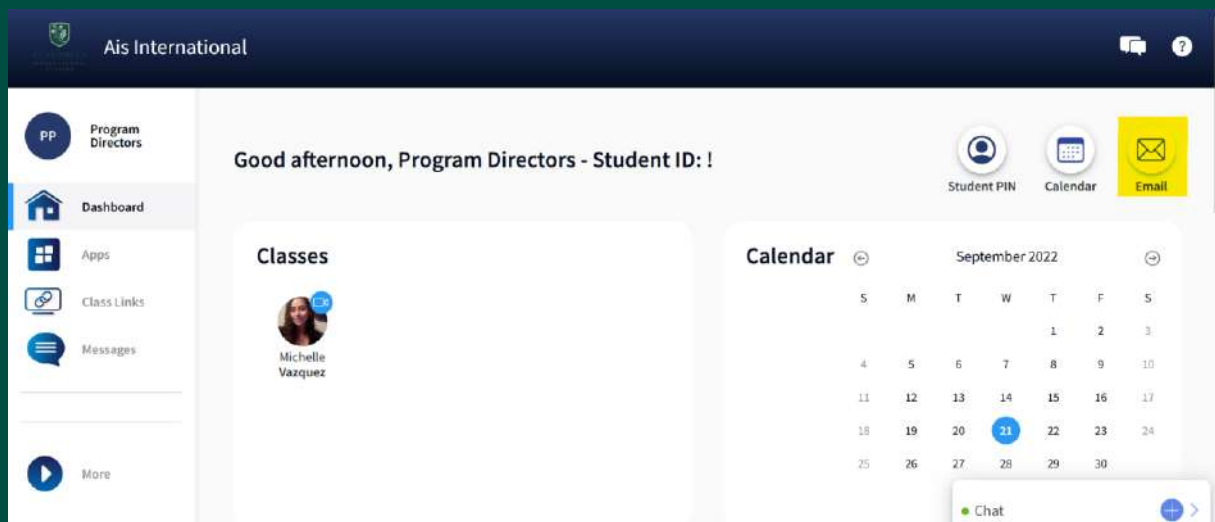 Ais International
?
PP
Program
Directors
Good afternoon, Program Directors - Student ID: !
Student PIN
Calendar
Email
Dashboard
Apps
Class Links
Messages
More
Classes
Michelle
Vazquez
Calendar
September 2022
S M T W T F S
1 2 3
4 5 6 7 8 9 10
11 12 13 14 15 16 17
18 19 20 21 22 23 24
25 26 27 28 29 30
Chat